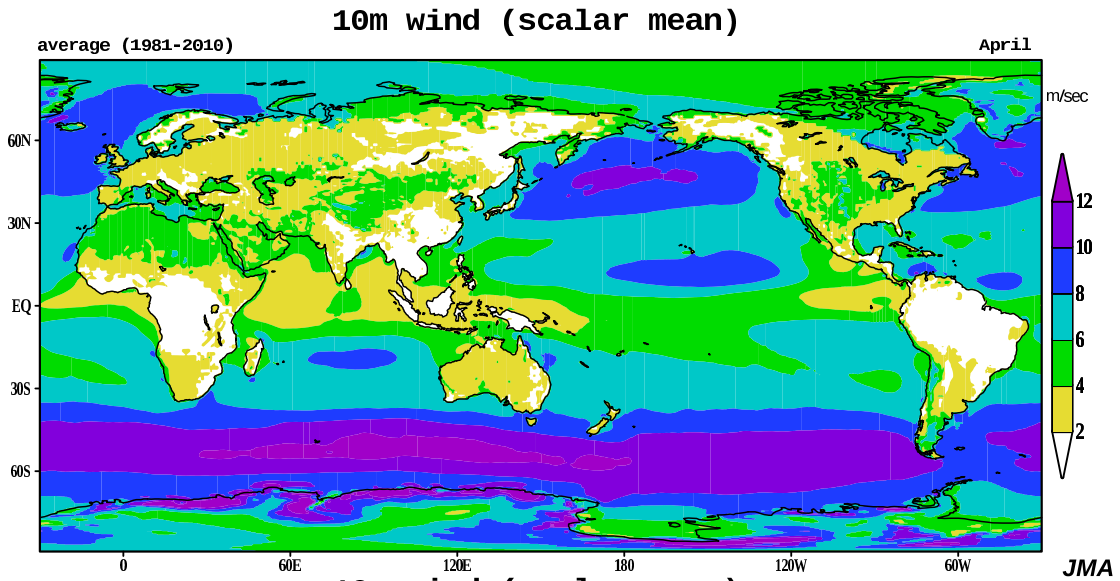 10m wind (scalar mean)
average (1981-2010) April
m/sec
60N
30N
EQ
30S
60S
12
10
8
6
4
2
0 60E 120E 180 120W 60W
JMA